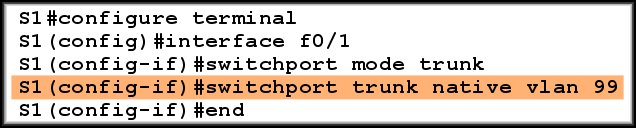 S1#configure terminal
S1(config)#interface f0/1
S1(config-if)#switchport mode trunk
S1(config-if)#switchport trunk native vlan 99
S1(config-if)#end